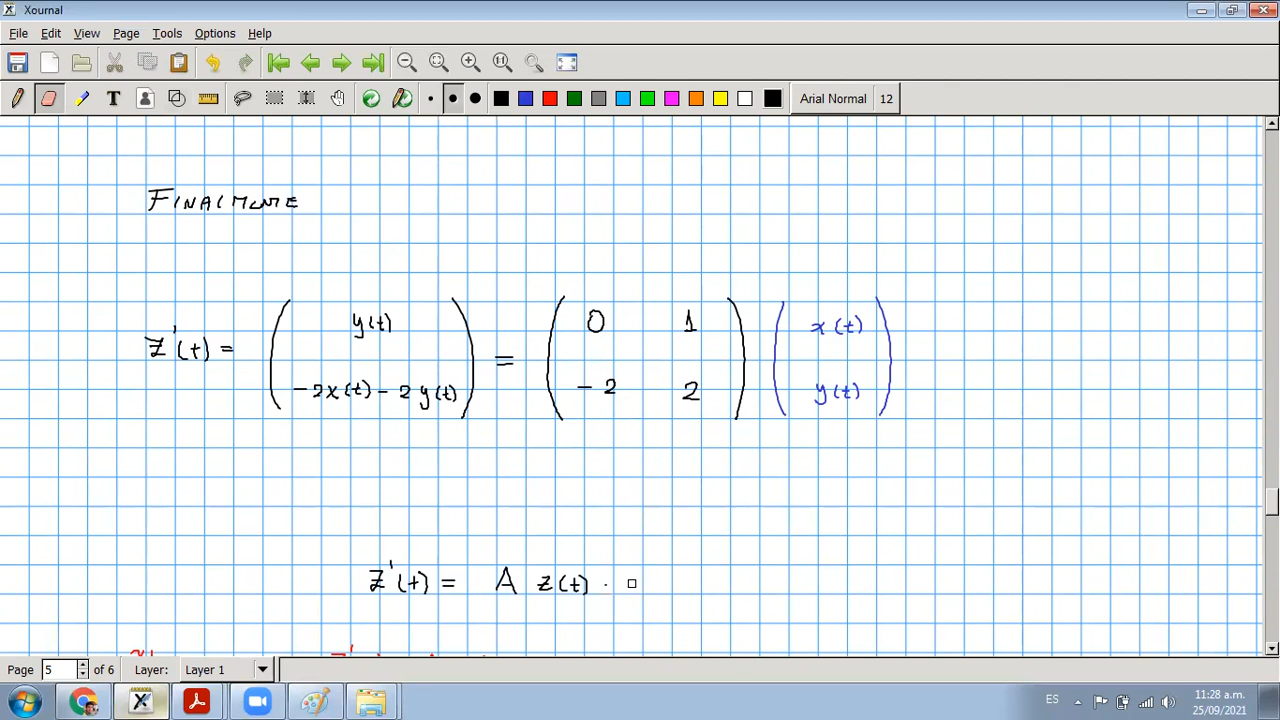 Xournal
File Edit View Page Tools Options Help
Arial Normal 12
FINALMENTE
Z'(t) = ( y(t) ) = ( 0 1 ) ( x(t) )
( -2x(t) - 2y(t) ) ( -2 2 ) ( y(t) )
Z'(t) = A z(t) .
Page 5 of 6 Layer: Layer 1
ES 11:28 a.m.
25/09/2021